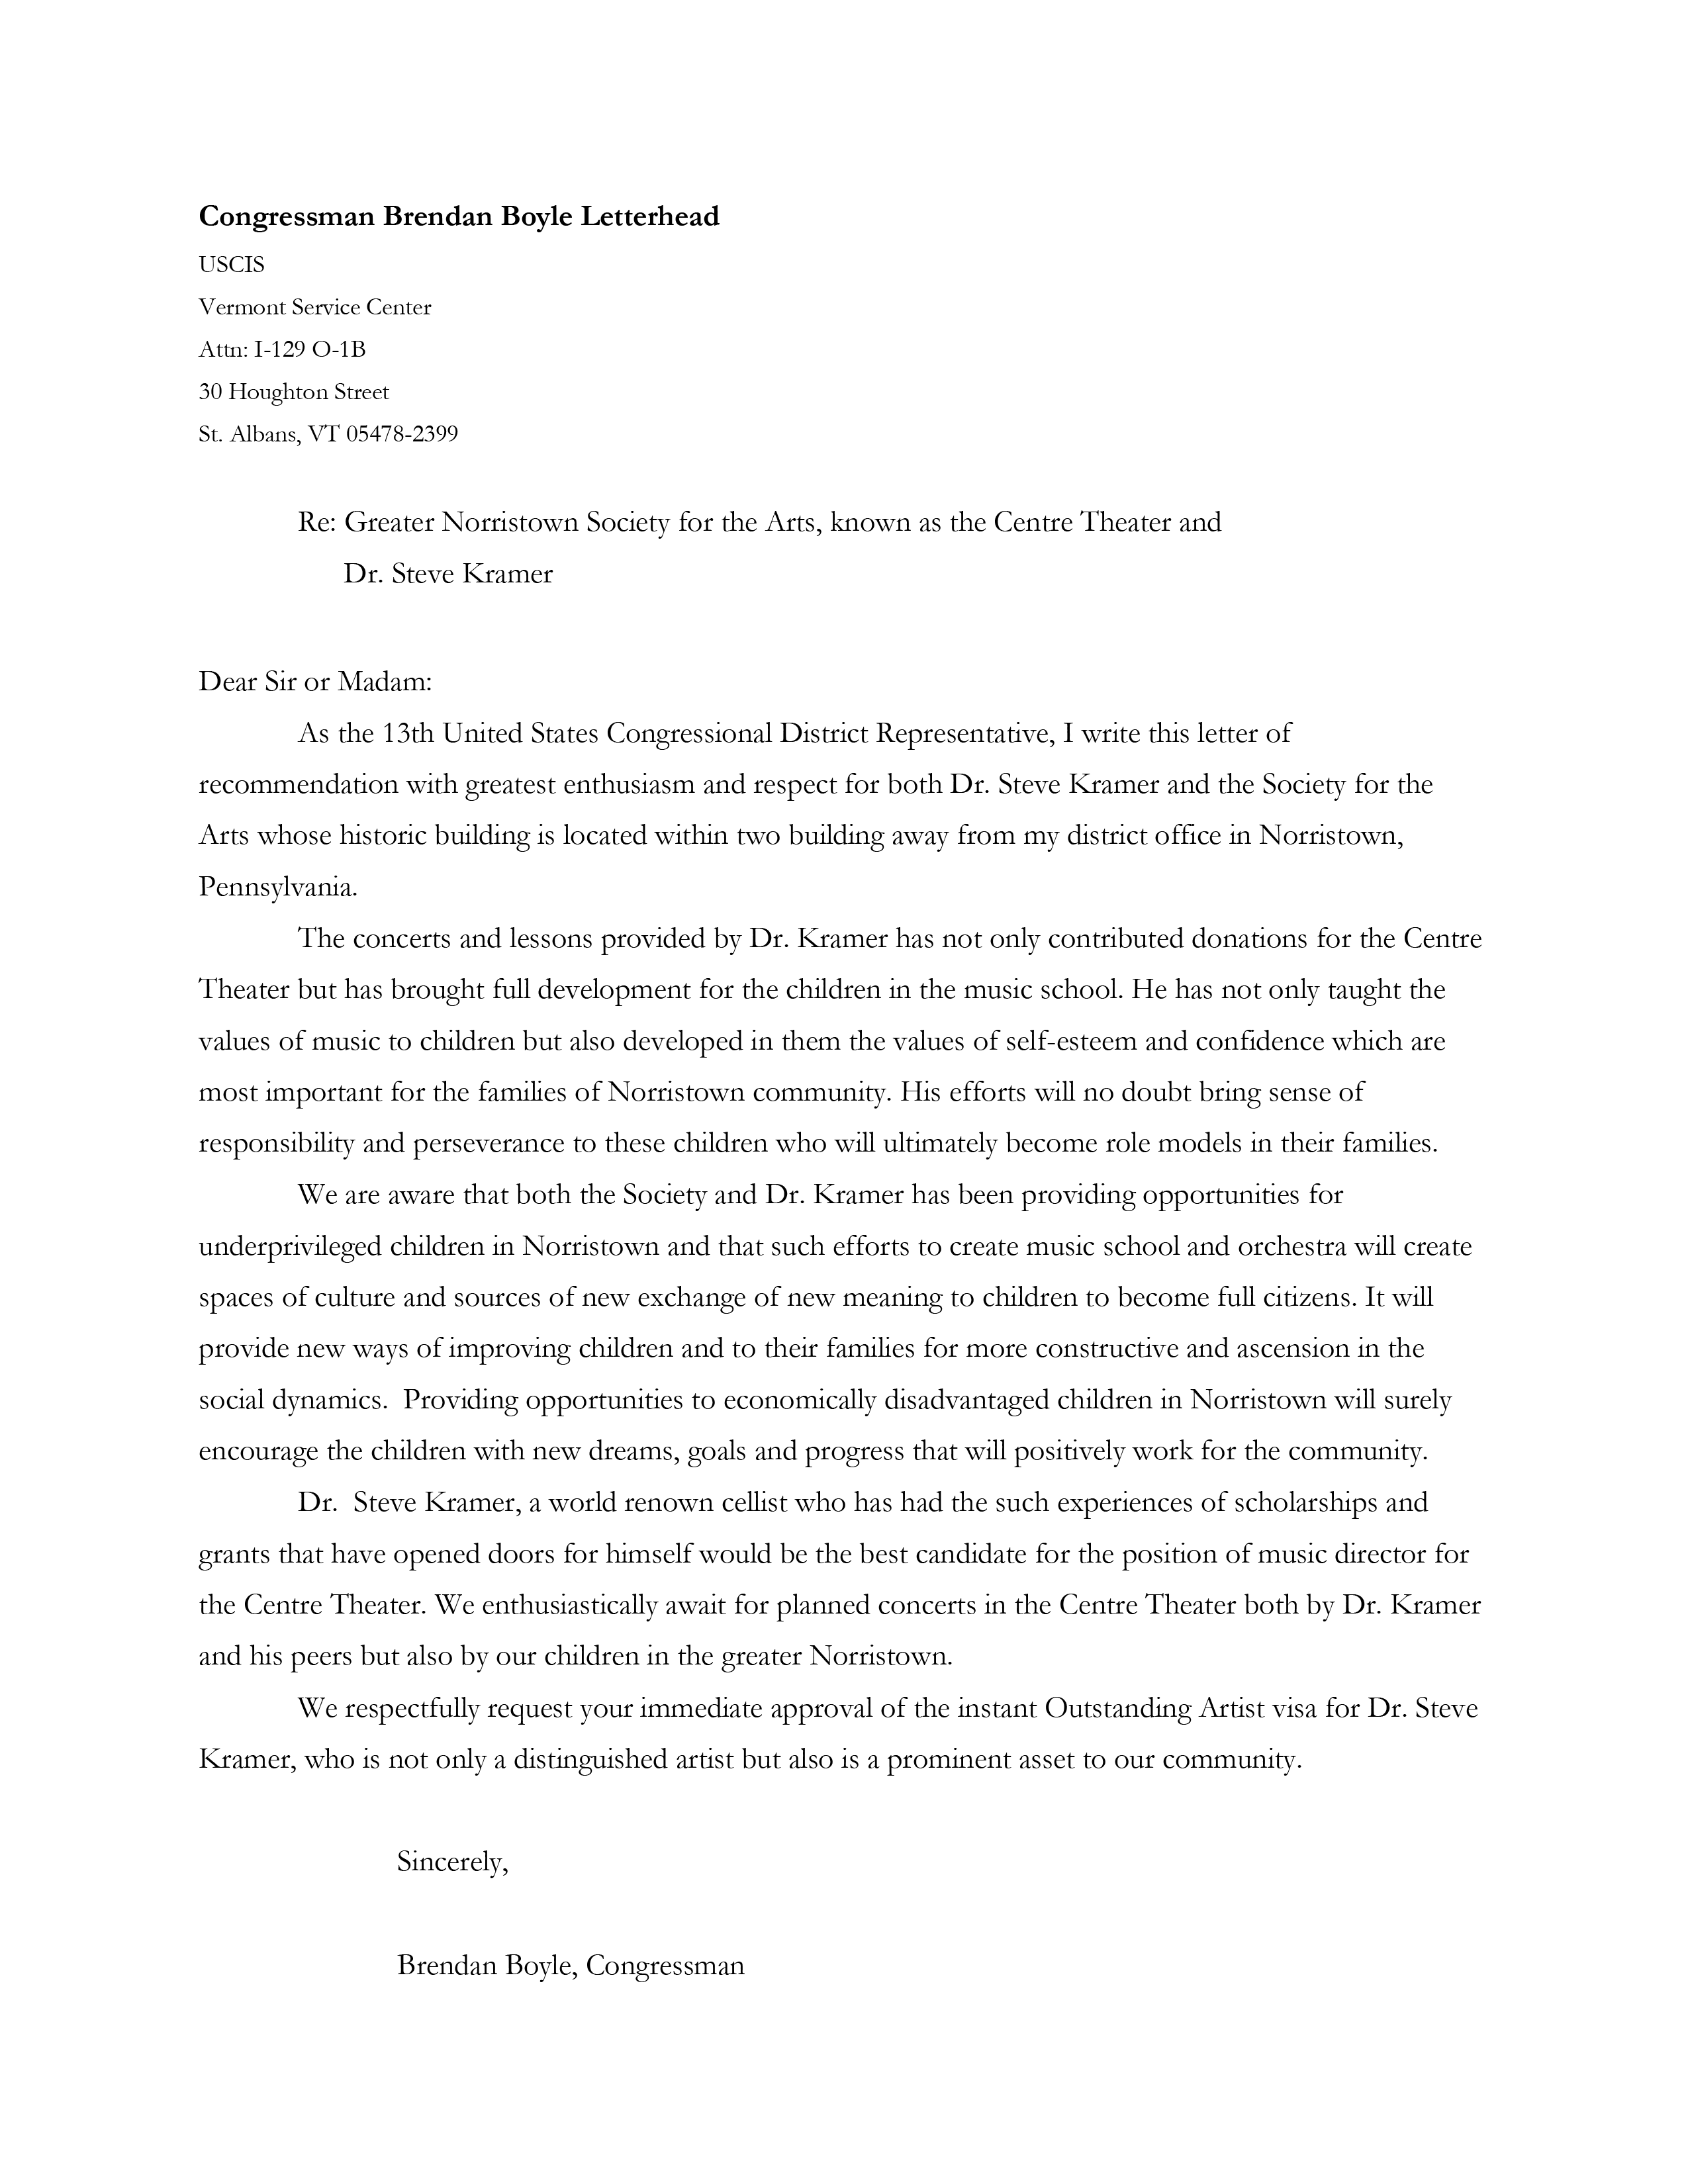 Congressman Brendan Boyle Letterhead
USCIS
Vermont Service Center
Attn: I-129 O-1B
30 Houghton Street
St. Albans, VT 05478-2399
Re: Greater Norristown Society for the Arts, known as the Centre Theater and
Dr. Steve Kramer
Dear Sir or Madam:
As the 13th United States Congressional District Representative, I write this letter of
recommendation with greatest enthusiasm and respect for both Dr. Steve Kramer and the Society for the
Arts whose historic building is located within two building away from my district office in Norristown,
Pennsylvania.
The concerts and lessons provided by Dr. Kramer has not only contributed donations for the Centre
Theater but has brought full development for the children in the music school. He has not only taught the
values of music to children but also developed in them the values of self-esteem and confidence which are
most important for the families of Norristown community. His efforts will no doubt bring sense of
responsibility and perseverance to these children who will ultimately become role models in their families.
We are aware that both the Society and Dr. Kramer has been providing opportunities for
underprivileged children in Norristown and that such efforts to create music school and orchestra will create
spaces of culture and sources of new exchange of new meaning to children to become full citizens. It will
provide new ways of improving children and to their families for more constructive and ascension in the
social dynamics.  Providing opportunities to economically disadvantaged children in Norristown will surely
encourage the children with new dreams, goals and progress that will positively work for the community.
Dr.  Steve Kramer, a world renown cellist who has had the such experiences of scholarships and
grants that have opened doors for himself would be the best candidate for the position of music director for
the Centre Theater. We enthusiastically await for planned concerts in the Centre Theater both by Dr. Kramer
and his peers but also by our children in the greater Norristown.
We respectfully request your immediate approval of the instant Outstanding Artist visa for Dr. Steve
Kramer, who is not only a distinguished artist but also is a prominent asset to our community.
Sincerely,
Brendan Boyle, Congressman